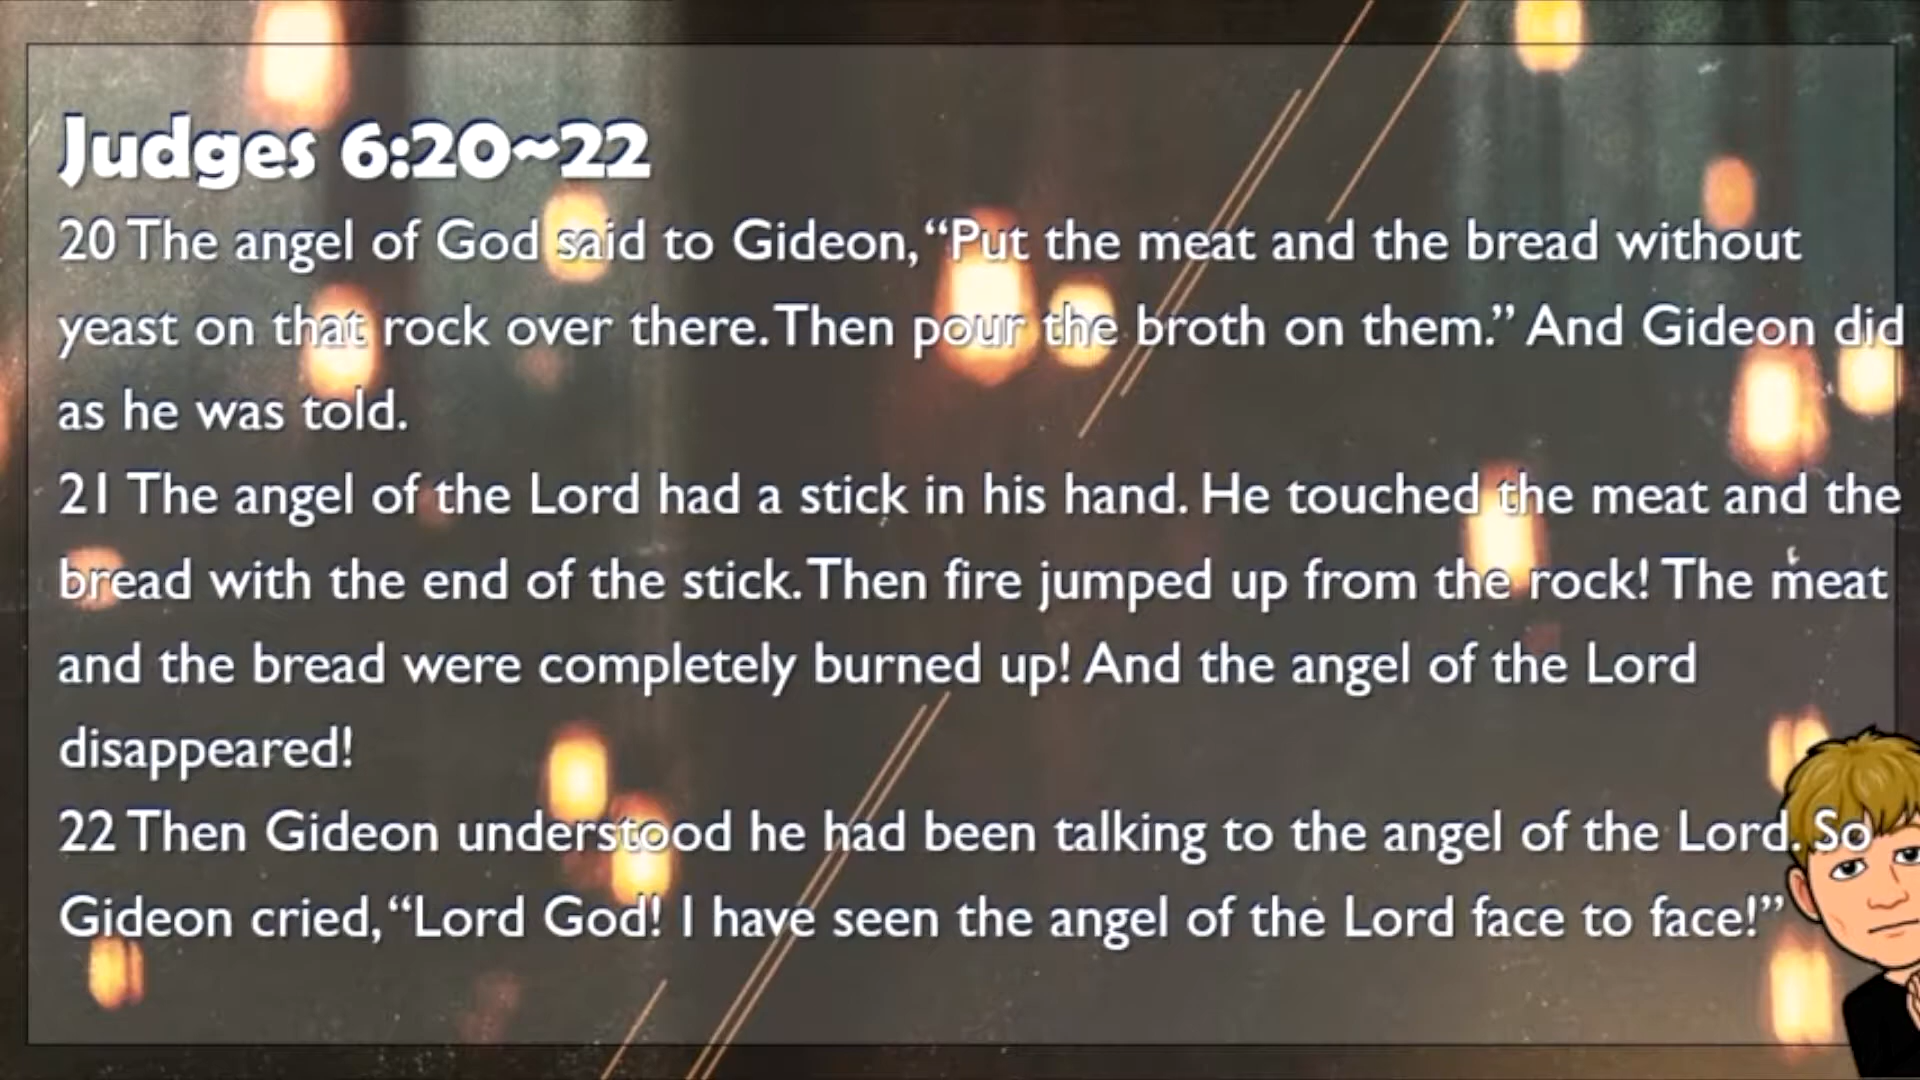 Judges 6:20~22
20 The angel of God said to Gideon, “Put the meat and the bread without
yeast on that rock over there. Then pour the broth on them.” And Gideon did
as he was told.
21 The angel of the Lord had a stick in his hand. He touched the meat and the
bread with the end of the stick. Then fire jumped up from the rock! The meat
and the bread were completely burned up! And the angel of the Lord
disappeared!
22 Then Gideon understood he had been talking to the angel of the Lord. So
Gideon cried, “Lord God! I have seen the angel of the Lord face to face!”